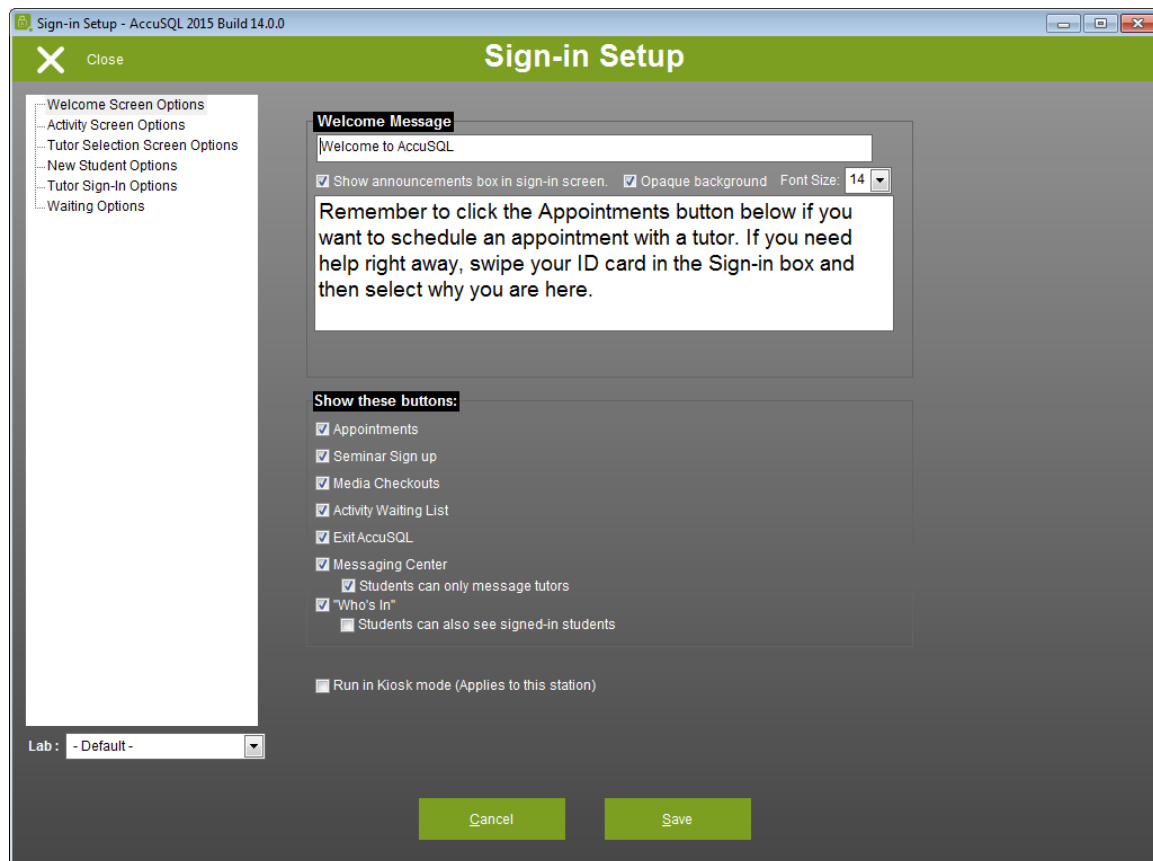 Sign-in Setup - AccuSQL 2015 Build 14.0.0
Close
Sign-in Setup
Welcome Screen Options
Activity Screen Options
Tutor Selection Screen Options
New Student Options
Tutor Sign-In Options
Waiting Options
Lab : - Default -
Welcome Message
Welcome to AccuSQL
Show announcements box in sign-in screen. Opaque background Font Size: 14
Remember to click the Appointments button below if you
want to schedule an appointment with a tutor. If you need
help right away, swipe your ID card in the Sign-in box and
then select why you are here.
Show these buttons:
Appointments
Seminar Sign up
Media Checkouts
Activity Waiting List
Exit AccuSQL
Messaging Center
Students can only message tutors
"Who's In"
Students can also see signed-in students
Run in Kiosk mode (Applies to this station)
Cancel Save